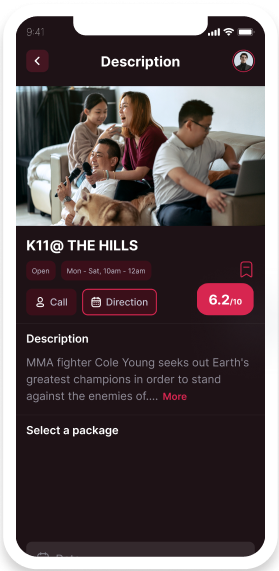 9:41
Description
K11@ THE HILLS
Open
Mon - Sat, 10am - 12am
Call
Direction
6.2/10
Description
MMA fighter Cole Young seeks out Earth's
greatest champions in order to stand
against the enemies of.... More
Select a package